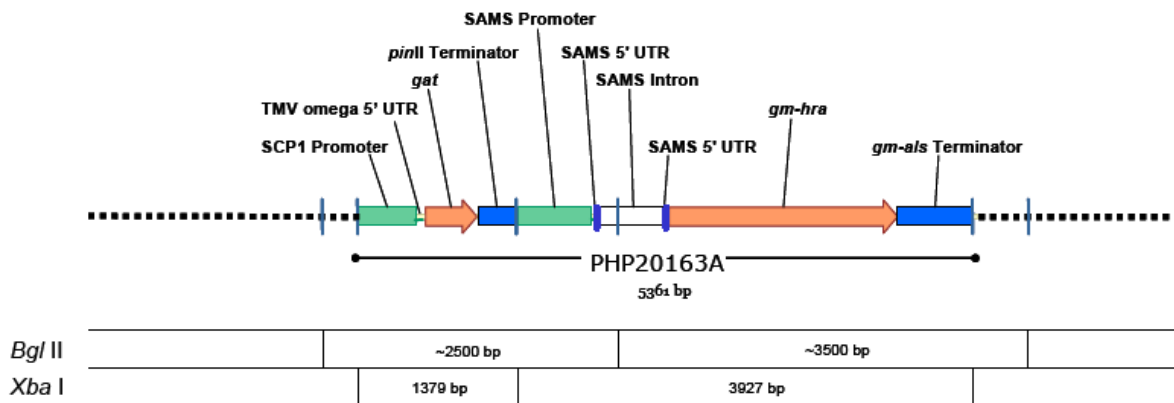 SAMS Promoter
pinII Terminator
SAMS 5' UTR
gat
SAMS Intron
TMV omega 5' UTR
gm-hra
SCP1 Promoter
SAMS 5' UTR
gm-als Terminator
PHP20163A
5361 bp
Bgl II
~2500 bp
~3500 bp
Xba I
1379 bp
3927 bp